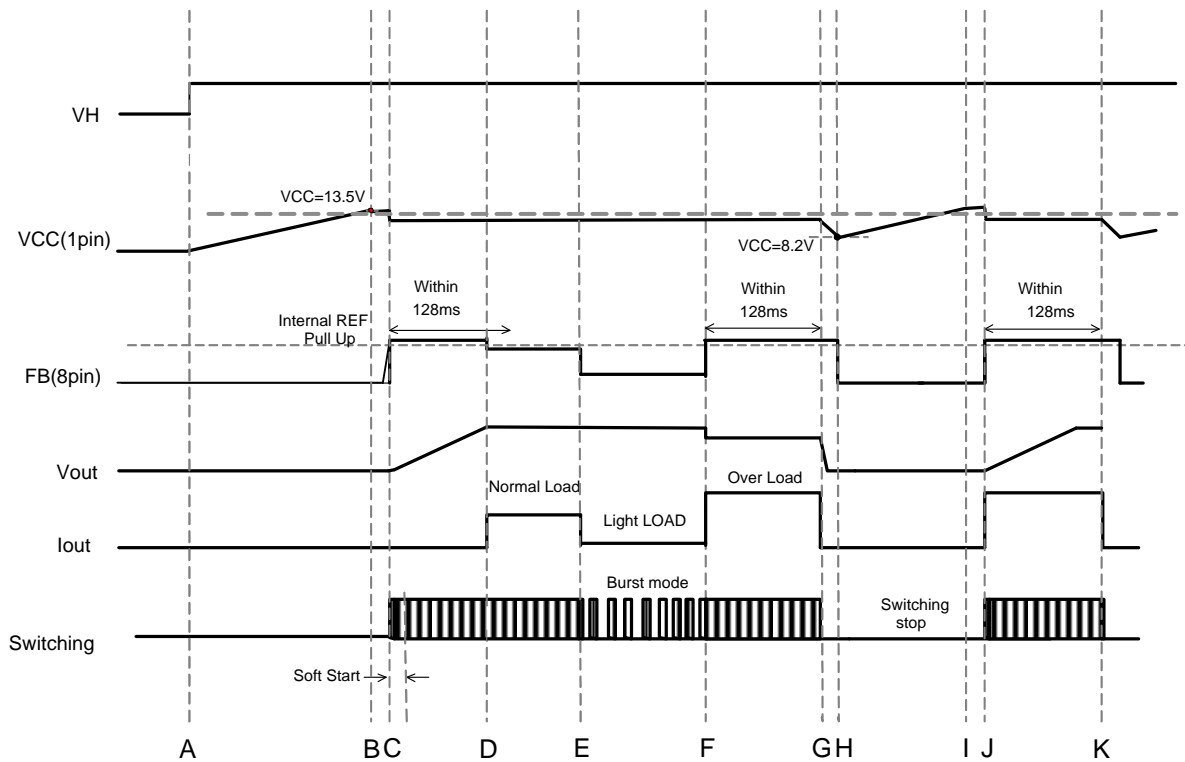 VH
VCC=13.5V
VCC(1pin)
VCC=8.2V
Within
128ms
Within
128ms
Within
128ms
Internal REF
Pull Up
FB(8pin)
Vout
Normal Load
Over Load
Light LOAD
Iout
Burst mode
Switching
stop
Switching
Soft Start
A B C D E F G H I J K